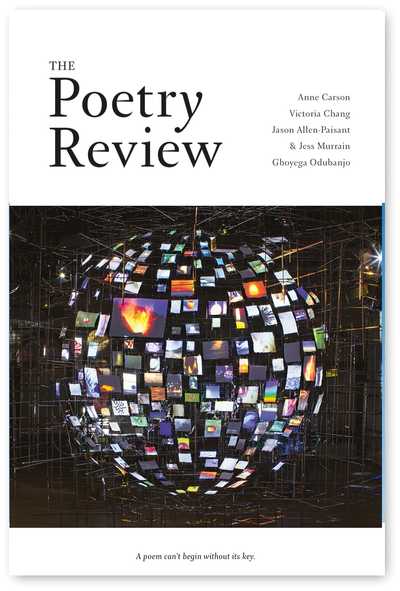 THE
Poetry
Review
Anne Carson
Victoria Chang
Jason Allen-Paisant
& Jess Murrain
Gboyega Odubanjo
A poem can't begin without its key.